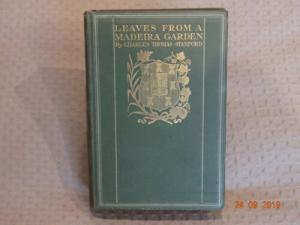 LEAVES FROM A
MADEIRA GARDEN
By CHARLES THOMAS-STANFORD
24 09 2019